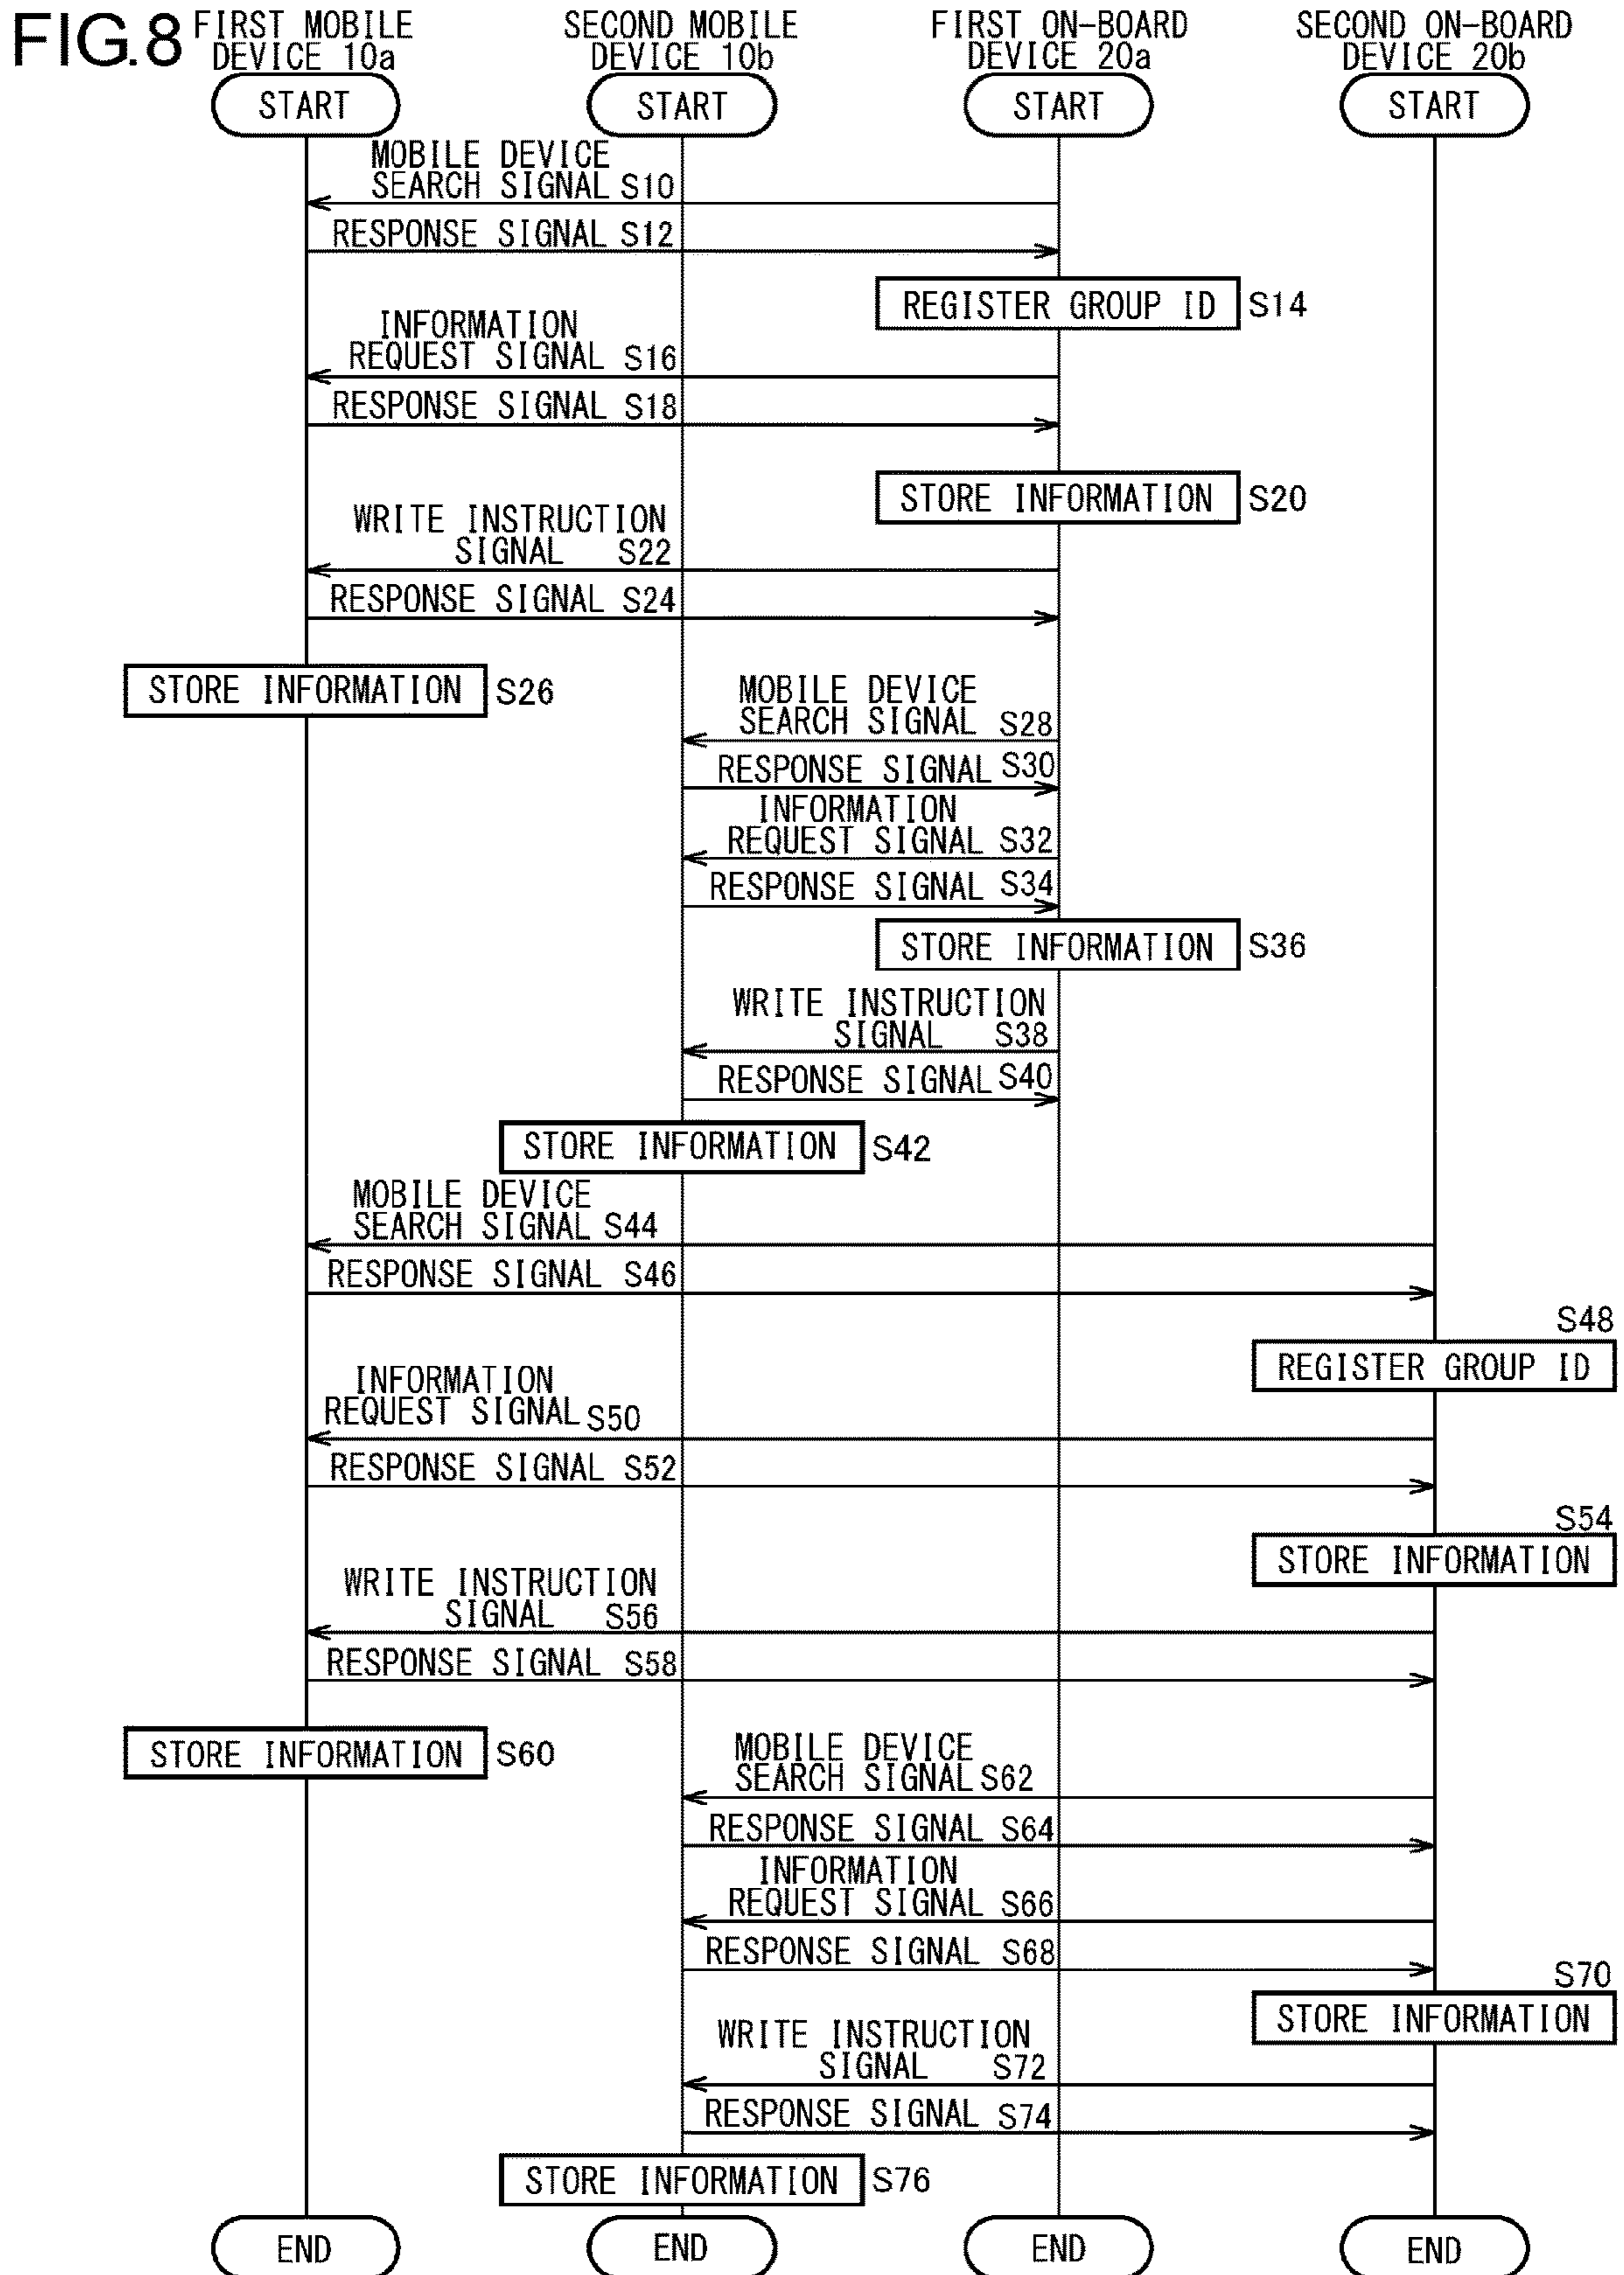 FIG.8
FIRST MOBILE
DEVICE 10a
SECOND MOBILE
DEVICE 10b
FIRST ON-BOARD
DEVICE 20a
SECOND ON-BOARD
DEVICE 20b
START
START
START
START
MOBILE DEVICE
SEARCH SIGNAL S10
RESPONSE SIGNAL S12
REGISTER GROUP ID S14
INFORMATION
REQUEST SIGNAL S16
RESPONSE SIGNAL S18
STORE INFORMATION S20
WRITE INSTRUCTION
SIGNAL S22
RESPONSE SIGNAL S24
STORE INFORMATION S26
MOBILE DEVICE
SEARCH SIGNAL S28
RESPONSE SIGNAL S30
INFORMATION
REQUEST SIGNAL S32
RESPONSE SIGNAL S34
STORE INFORMATION S36
WRITE INSTRUCTION
SIGNAL S38
RESPONSE SIGNAL S40
STORE INFORMATION S42
MOBILE DEVICE
SEARCH SIGNAL S44
RESPONSE SIGNAL S46
S48
REGISTER GROUP ID
INFORMATION
REQUEST SIGNAL S50
RESPONSE SIGNAL S52
S54
STORE INFORMATION
WRITE INSTRUCTION
SIGNAL S56
RESPONSE SIGNAL S58
STORE INFORMATION S60
MOBILE DEVICE
SEARCH SIGNAL S62
RESPONSE SIGNAL S64
INFORMATION
REQUEST SIGNAL S66
RESPONSE SIGNAL S68
S70
STORE INFORMATION
WRITE INSTRUCTION
SIGNAL S72
RESPONSE SIGNAL S74
STORE INFORMATION S76
END
END
END
END